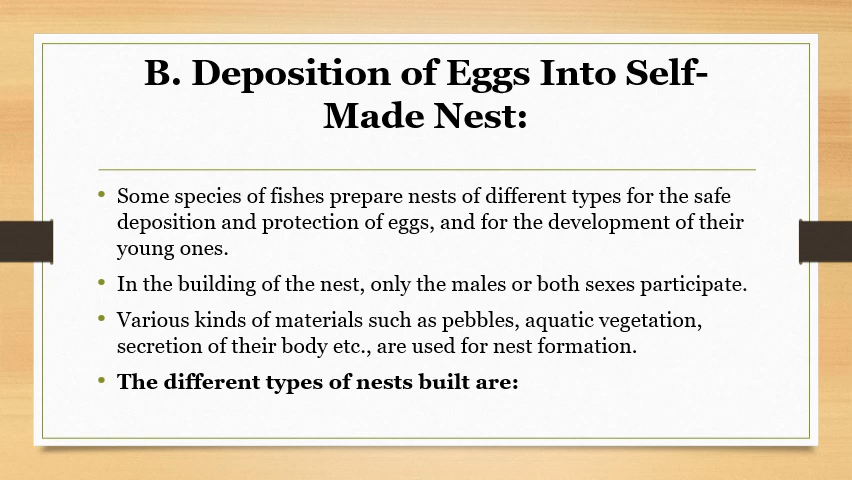 B. Deposition of Eggs Into Self-
Made Nest:
• Some species of fishes prepare nests of different types for the safe
deposition and protection of eggs, and for the development of their
young ones.
• In the building of the nest, only the males or both sexes participate.
• Various kinds of materials such as pebbles, aquatic vegetation,
secretion of their body etc., are used for nest formation.
• The different types of nests built are: